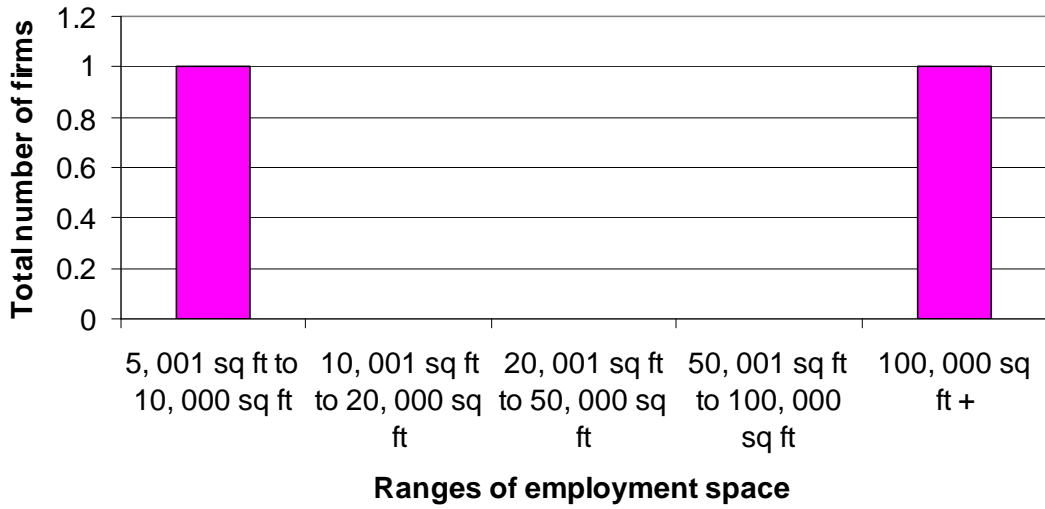 Total number of firms
1.2
1
0.8
0.6
0.4
0.2
0
5, 001 sq ft to
10, 000 sq ft
10, 001 sq ft
to 20, 000 sq
ft
20, 001 sq ft
to 50, 000 sq
ft
50, 001 sq ft
to 100, 000
sq ft
100, 000 sq
ft +
Ranges of employment space